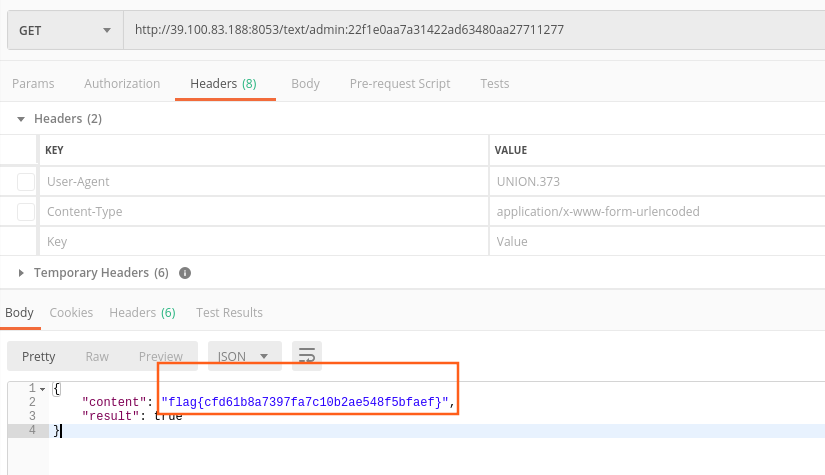 GET http://39.100.83.188:8053/text/admin:22f1e0aa7a31422ad63480aa27711277
Params Authorization Headers (8) Body Pre-request Script Tests
Headers (2)
KEY VALUE
User-Agent UNION.373
Content-Type application/x-www-form-urlencoded
Key Value
Temporary Headers (6) i
Body Cookies Headers (6) Test Results
Pretty Raw Preview JSON
1 {
2 "content": "flag{cfd61b8a7397fa7c10b2ae548f5bfaef}",
3 "result": true
4 }